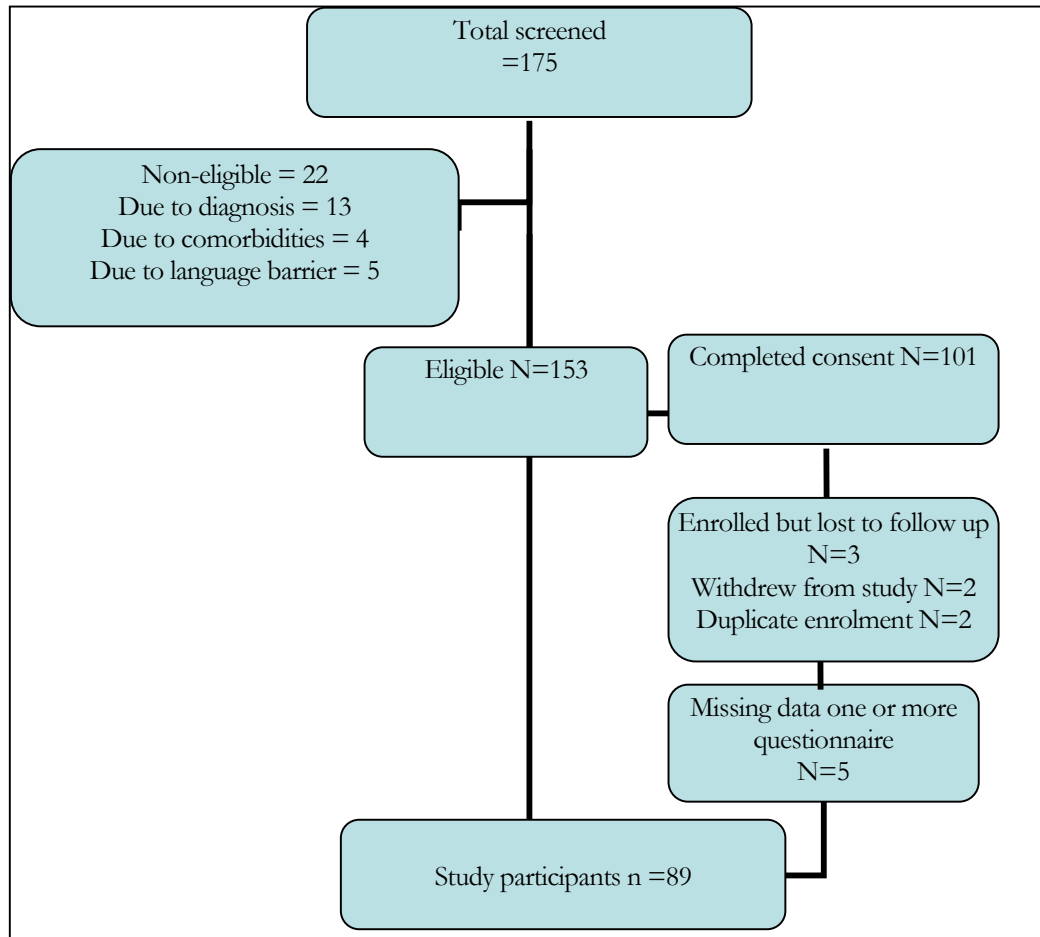 Total screened
=175
Non-eligible = 22
Due to diagnosis = 13
Due to comorbidities = 4
Due to language barrier = 5
Eligible N=153
Completed consent N=101
Enrolled but lost to follow up
N=3
Withdrew from study N=2
Duplicate enrolment N=2
Missing data one or more
questionnaire
N=5
Study participants n =89